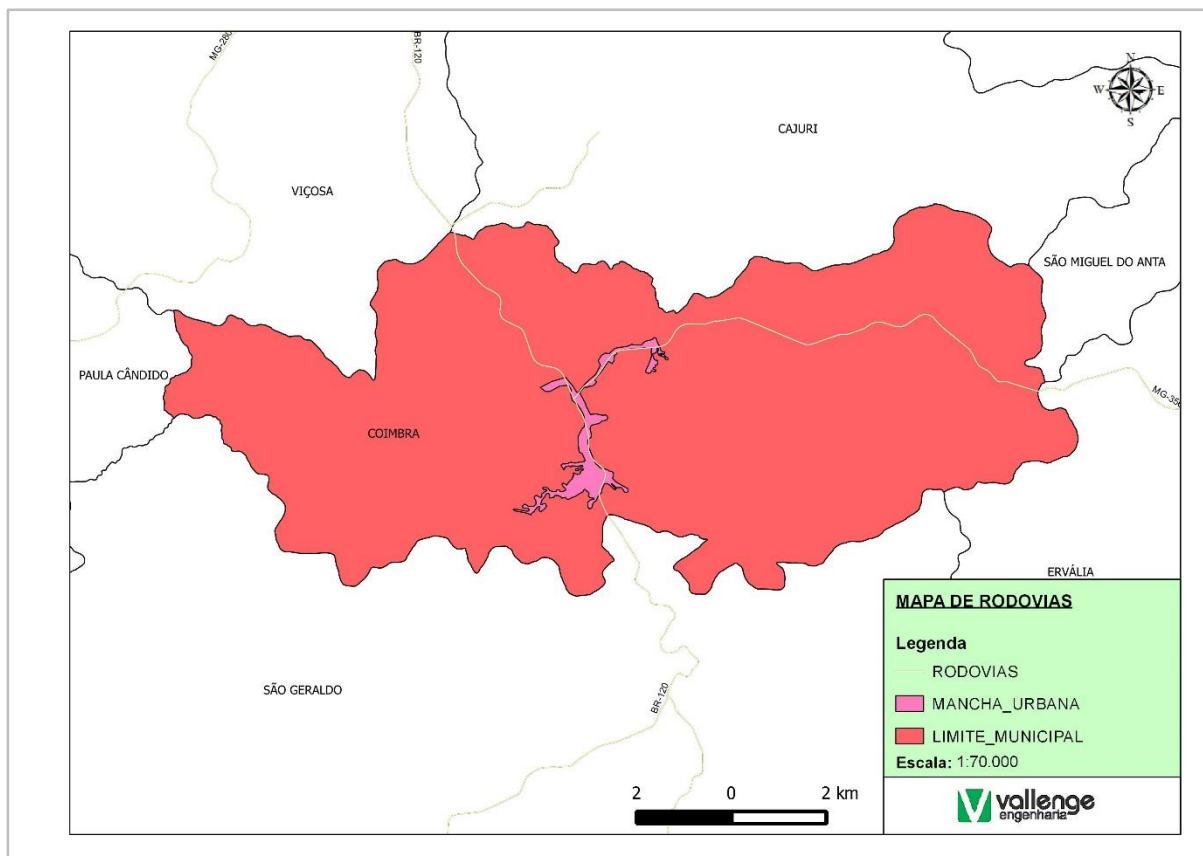 MG-280
BR-120
N
W E
S
CAJURI
VIÇOSA
SÃO MIGUEL DO ANTA
PAULA CÂNDIDO
MG-356
COIMBRA
ERVÁLIA
SÃO GERALDO
BR-120
MAPA DE RODOVIAS
Legenda
RODOVIAS
MANCHA_URBANA
LIMITE_MUNICIPAL
Escala: 1:70.000
2 0 2 km
vallenge
engenharia